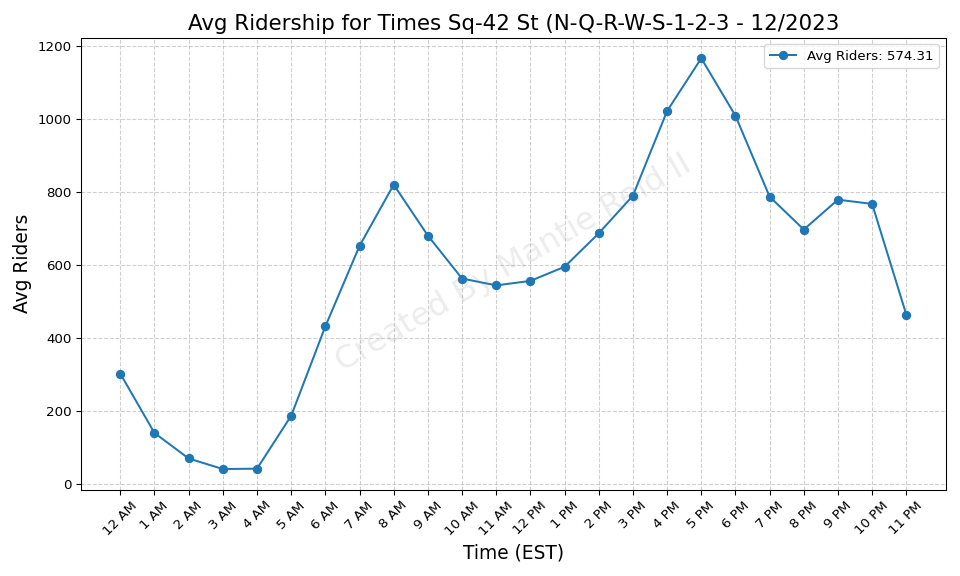 Avg Ridership for Times Sq-42 St (N-Q-R-W-S-1-2-3 - 12/2023
Avg Riders: 574.31
1200
1000
800
600
400
200
0
Avg Riders
Created By Mantie Reid II
12 AM
1 AM
2 AM
3 AM
4 AM
5 AM
6 AM
7 AM
8 AM
9 AM
10 AM
11 AM
12 PM
1 PM
2 PM
3 PM
4 PM
5 PM
6 PM
7 PM
8 PM
9 PM
10 PM
11 PM
Time (EST)